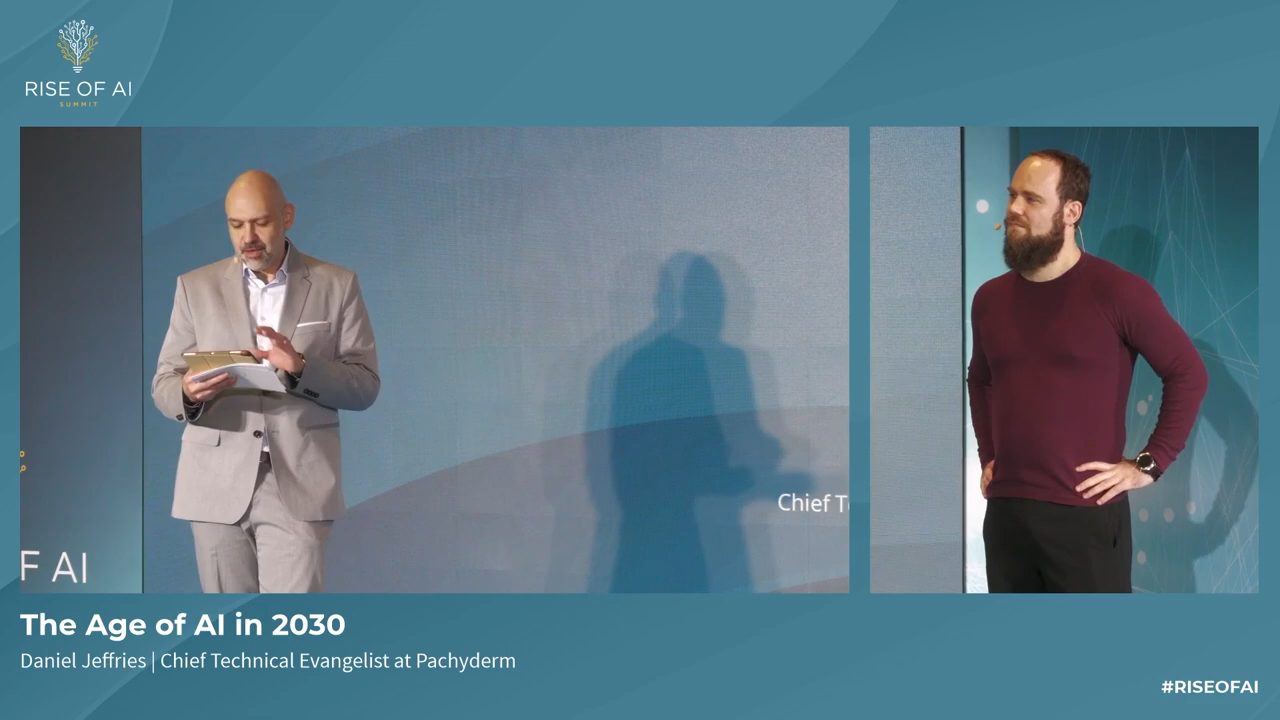 RISE OF AI
SUMMIT
F AI
Chief T
The Age of AI in 2030
Daniel Jeffries | Chief Technical Evangelist at Pachyderm
#RISEOFAI